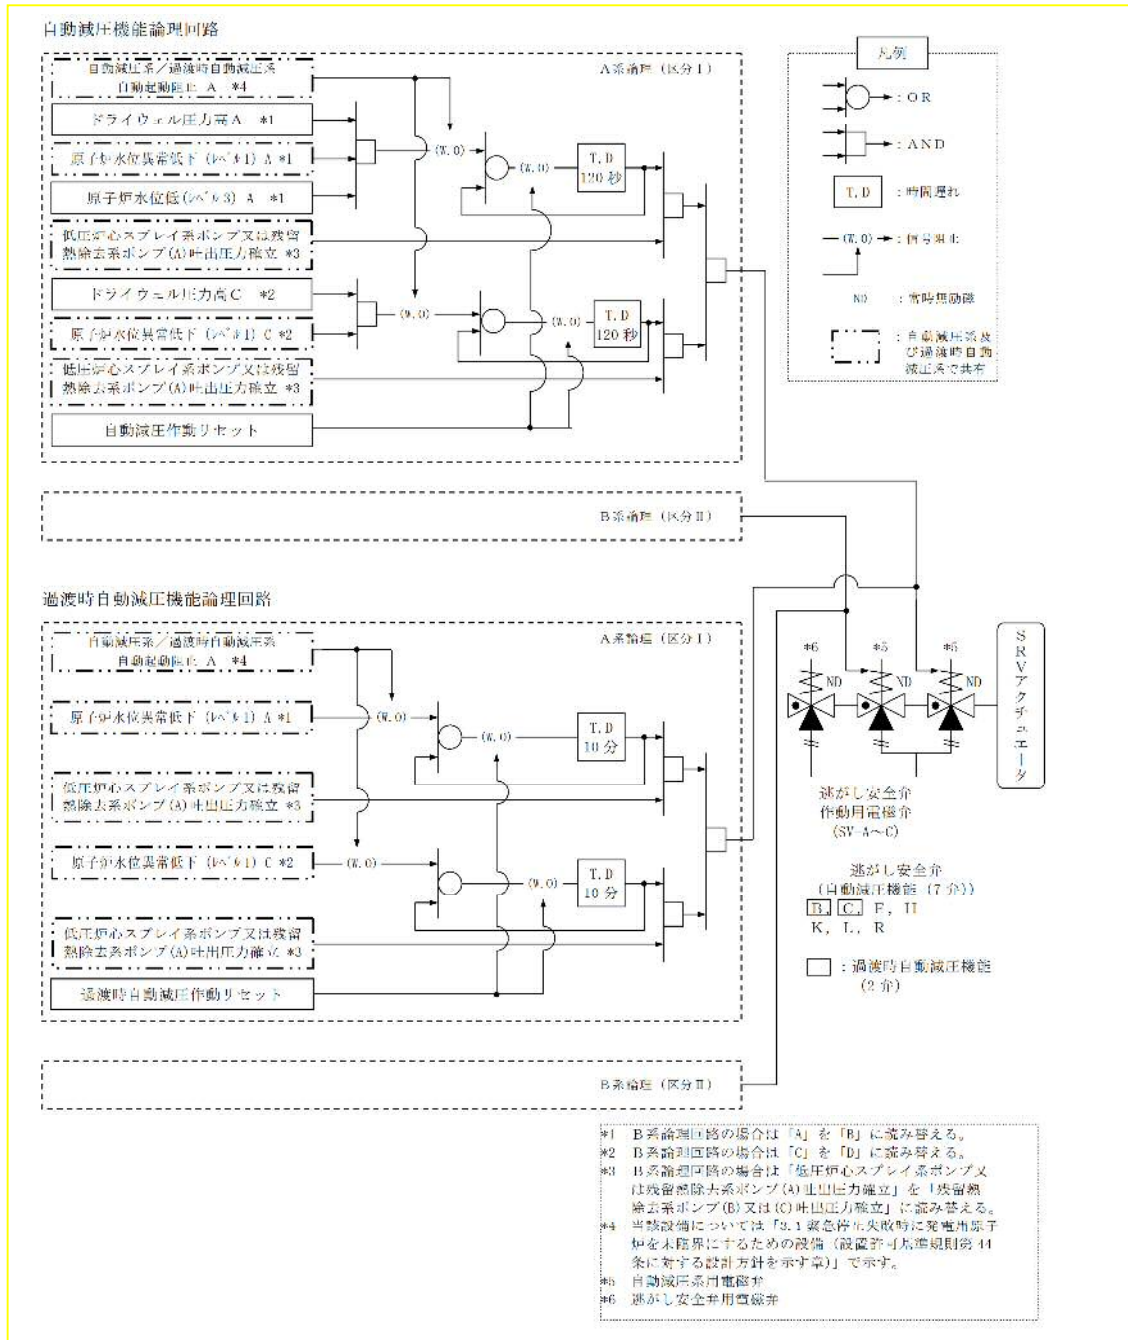 自動減圧機能論理回路
A系論理(区分Ⅰ)
自動減圧系/過渡時自動減圧系
自動起動阻止 A *4
ドライウェル圧力高A *1
原子炉水位異常低下(レベル1) A *1
原子炉水位低(レベル3) A *1
低圧炉心スプレイ系ポンプ又は残留
熱除去系ポンプ(A)吐出圧力確立 *3
ドライウェル圧力高C *2
原子炉水位異常低下(レベル1) C *2
低圧炉心スプレイ系ポンプ又は残留
熱除去系ポンプ(A)吐出圧力確立 *3
自動減圧作動リセット
(W.O)
(W.O)
T.D
120秒
(W.O)
(W.O)
T.D
120秒
B系論理(区分Ⅱ)
凡例
:OR
:AND
T.D
:時間遅れ
(W.O)
:信号阻止
ND
:常時無励磁
:自動減圧系及
び過渡時自動
減圧系で共有
過渡時自動減圧機能論理回路
A系論理(区分Ⅰ)
自動減圧系/過渡時自動減圧系
自動起動阻止 A *4
原子炉水位異常低下(レベル1) A *1
低圧炉心スプレイ系ポンプ又は残留
熱除去系ポンプ(A)吐出圧力確立 *3
原子炉水位異常低下(レベル1) C *2
低圧炉心スプレイ系ポンプ又は残留
熱除去系ポンプ(A)吐出圧力確立 *3
過渡時自動減圧作動リセット
(W.O)
(W.O)
T.D
10分
(W.O)
(W.O)
T.D
10分
B系論理(区分Ⅱ)
*6
*5
*5
ND
ND
ND
SRVアクチュエータ
逃がし安全弁
作動用電磁弁
(SV-A~C)
逃がし安全弁
(自動減圧機能(7弁))
B, C, E, H
K, L, R
:過渡時自動減圧機能
(2弁)
*1 B系論理回路の場合は「A」を「B」に読み替える。
*2 B系論理回路の場合は「C」を「D」に読み替える。
*3 B系論理回路の場合は「低圧炉心スプレイ系ポンプ又
は残留熱除去系ポンプ(A)吐出圧力確立」を「残留熱
除去系ポンプ(B)又は(C)吐出圧力確立」に読み替える。
*4 当該設備については「3.1 緊急停止失敗時に発電用原子
炉を未臨界にするための設備(設置許可基準規則第44
条に対する設計方針を示す章)」で示す。
*5 自動減圧系用電磁弁
*6 逃がし安全弁用電磁弁